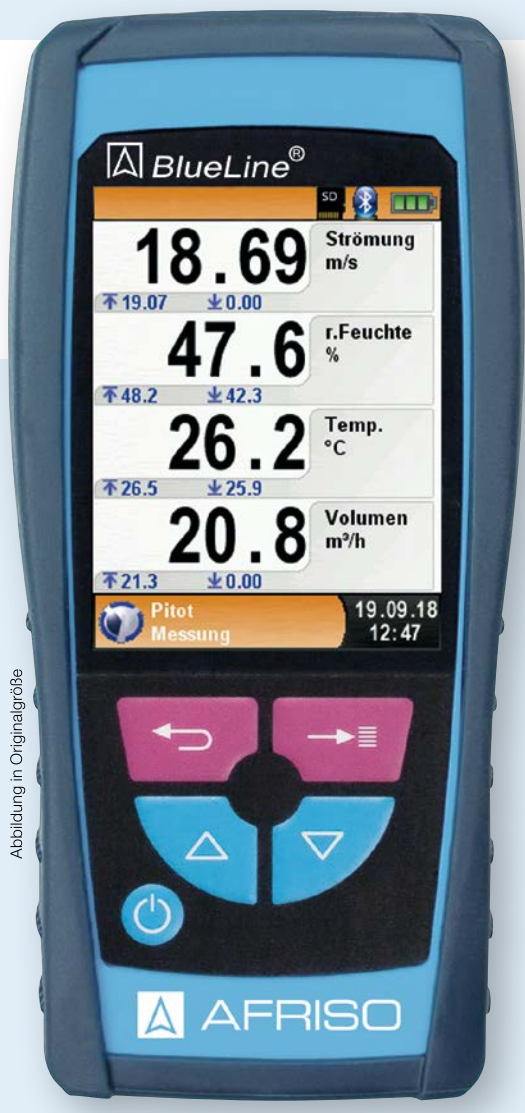 BlueLine®
SD
18.69 Strömung
m/s
19.07 0.00
47.6 r.Feuchte
%
48.2 42.3
26.2 Temp.
°C
26.5 25.9
20.8 Volumen
m³/h
21.3 0.00
Pitot 19.09.18
Messung 12:47
AFRISO
Abbildung in Originalgröße